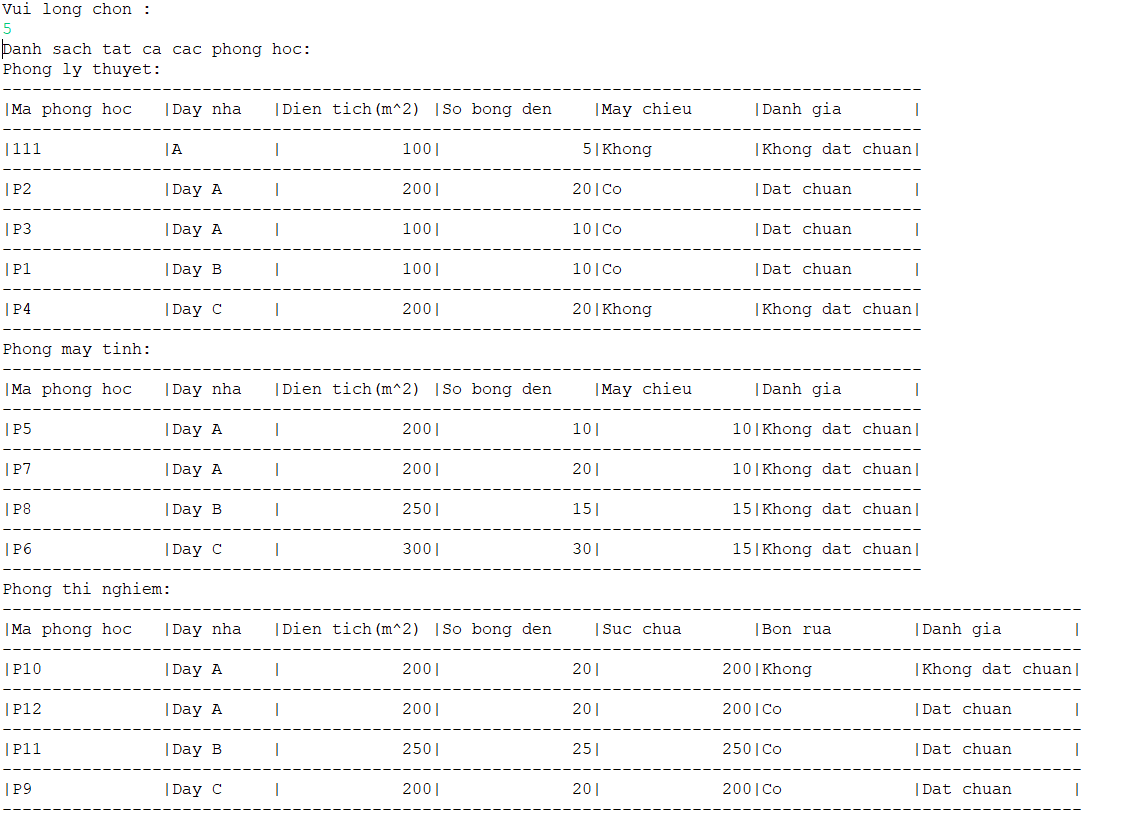 Vui long chon :
5
Danh sach tat ca cac phong hoc:
Phong ly thuyet:
--------------------------------------------------------------------------------------------
|Ma phong hoc   |Day nha   |Dien tich(m^2) |So bong den    |May chieu      |Danh gia       |
--------------------------------------------------------------------------------------------
|111            |A         |            100|              5|Khong          |Khong dat chuan|
--------------------------------------------------------------------------------------------
|P2             |Day A     |            200|             20|Co             |Dat chuan      |
--------------------------------------------------------------------------------------------
|P3             |Day A     |            100|             10|Co             |Dat chuan      |
--------------------------------------------------------------------------------------------
|P1             |Day B     |            100|             10|Co             |Dat chuan      |
--------------------------------------------------------------------------------------------
|P4             |Day C     |            200|             20|Khong          |Khong dat chuan|
--------------------------------------------------------------------------------------------
Phong may tinh:
--------------------------------------------------------------------------------------------
|Ma phong hoc   |Day nha   |Dien tich(m^2) |So bong den    |May chieu      |Danh gia       |
--------------------------------------------------------------------------------------------
|P5             |Day A     |            200|             10|             10|Khong dat chuan|
--------------------------------------------------------------------------------------------
|P7             |Day A     |            200|             20|             10|Khong dat chuan|
--------------------------------------------------------------------------------------------
|P8             |Day B     |            250|             15|             15|Khong dat chuan|
--------------------------------------------------------------------------------------------
|P6             |Day C     |            300|             30|             15|Khong dat chuan|
--------------------------------------------------------------------------------------------
Phong thi nghiem:
------------------------------------------------------------------------------------------------------------
|Ma phong hoc   |Day nha   |Dien tich(m^2) |So bong den    |Suc chua       |Bon rua        |Danh gia       |
------------------------------------------------------------------------------------------------------------
|P10            |Day A     |            200|             20|            200|Khong          |Khong dat chuan|
------------------------------------------------------------------------------------------------------------
|P12            |Day A     |            200|             20|            200|Co             |Dat chuan      |
------------------------------------------------------------------------------------------------------------
|P11            |Day B     |            250|             25|            250|Co             |Dat chuan      |
------------------------------------------------------------------------------------------------------------
|P9             |Day C     |            200|             20|            200|Co             |Dat chuan      |
------------------------------------------------------------------------------------------------------------